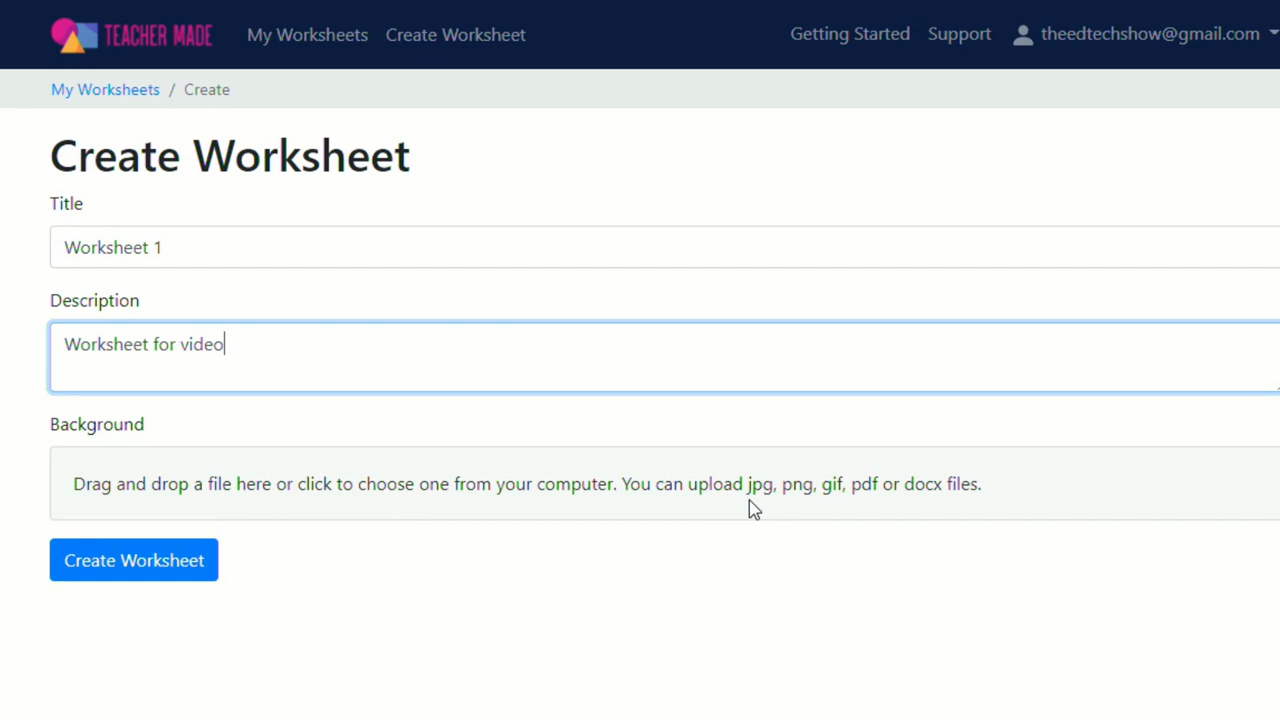 TEACHER MADE My Worksheets Create Worksheet Getting Started Support theedtechshow@gmail.com
My Worksheets / Create
Create Worksheet
Title
Worksheet 1
Description
Worksheet for video
Background
Drag and drop a file here or click to choose one from your computer. You can upload jpg, png, gif, pdf or docx files.
Create Worksheet